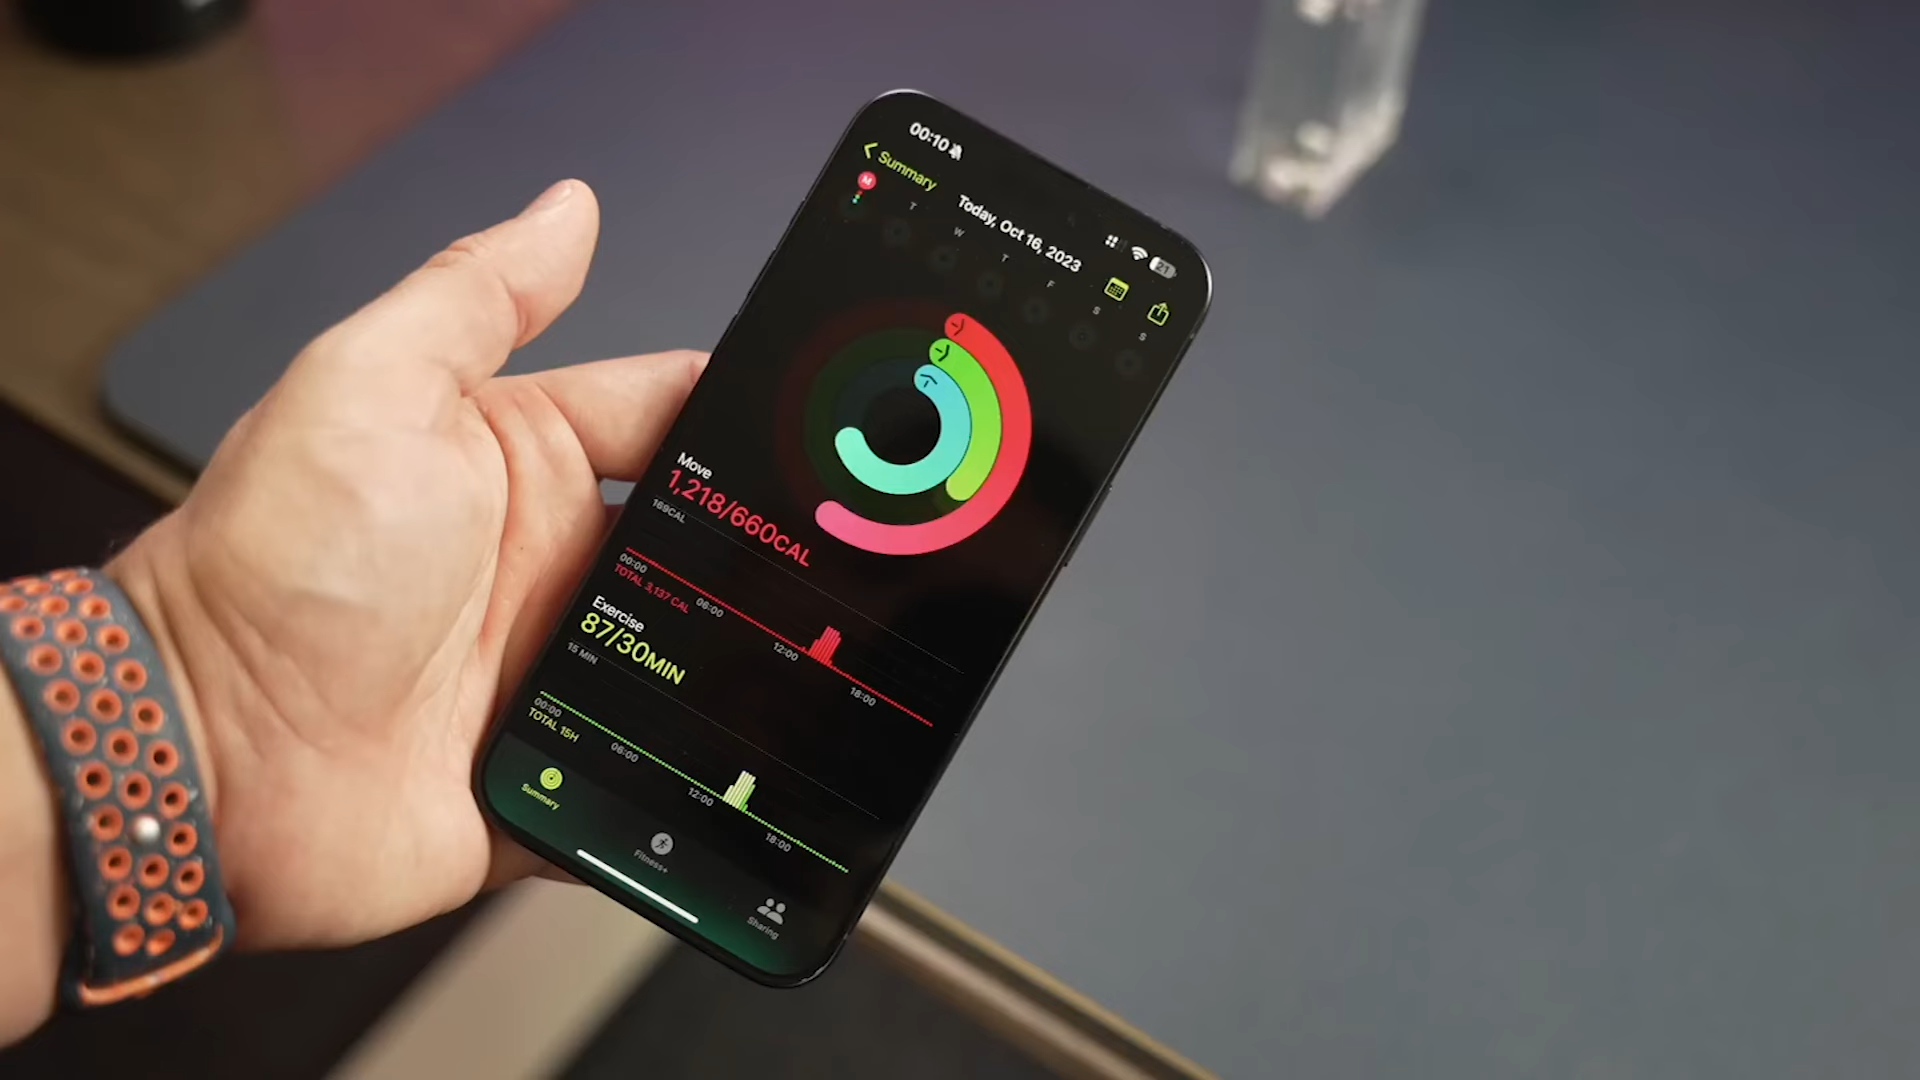 00:10
21
Summary
Today, Oct 16, 2023
M T W T F S S
Move
1,218/660CAL
169CAL
00:00 06:00 12:00 18:00
TOTAL 3,137 CAL
Exercise
87/30MIN
15 MIN
00:00 06:00 12:00 18:00
TOTAL 15H
Summary
Fitness+
Sharing